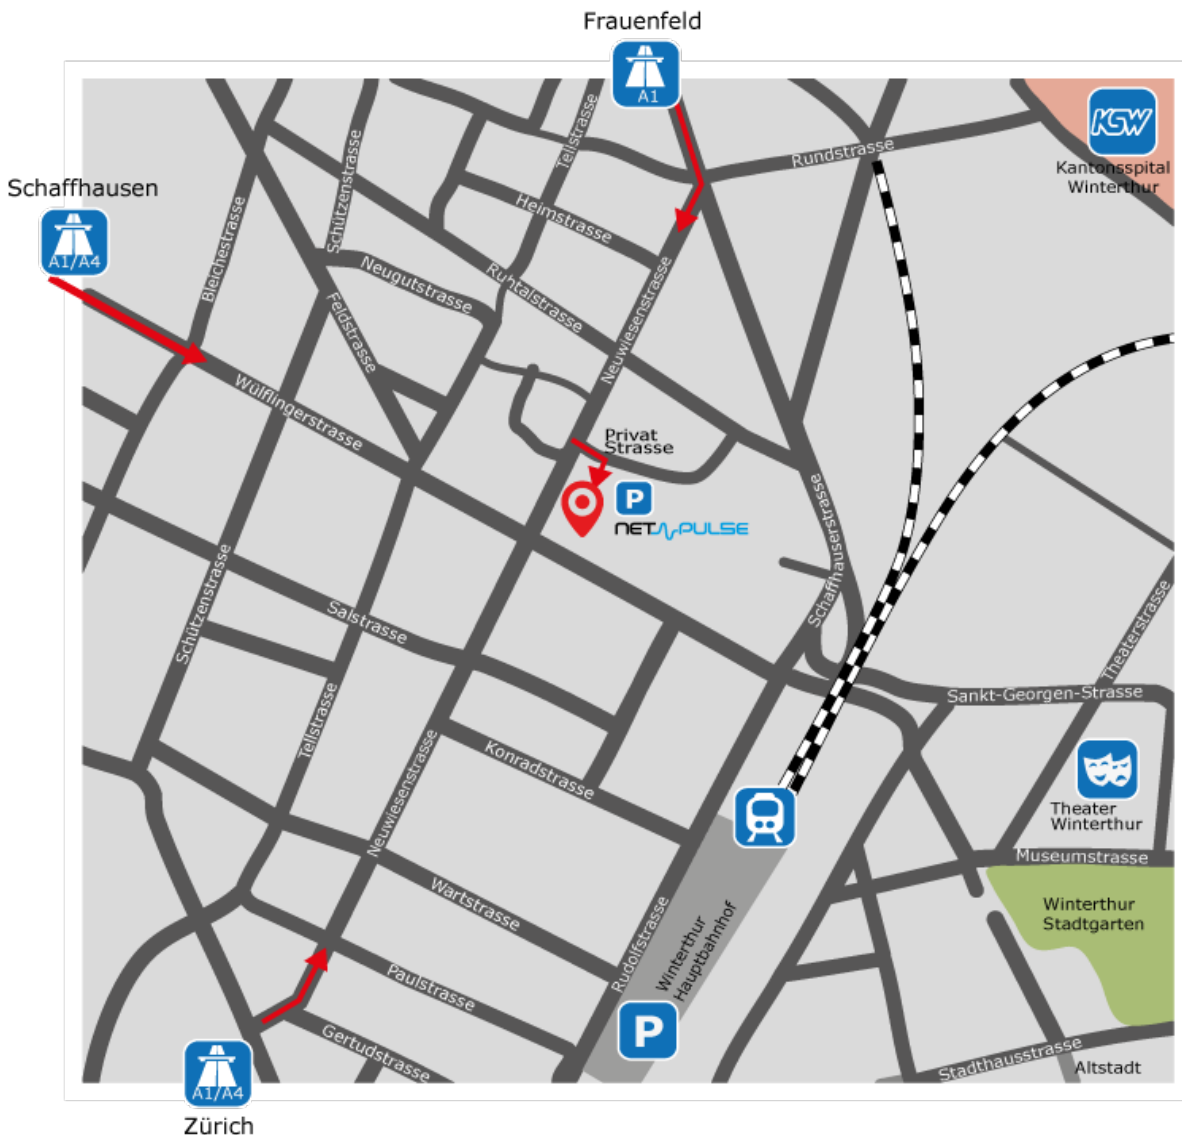 Frauenfeld
A1
KSW
Kantonsspital
Winterthur
Schaffhausen
A1/A4
Rundstrasse
Tellstrasse
Schützenstrasse
Heimstrasse
Bleichestrasse
Neugutstrasse
Ruhtalstrasse
Neuwiesenstrasse
Feldstrasse
Wülflingerstrasse
Privat
Strasse
P
NETPULSE
Schaffhauserstrasse
Schützenstrasse
Salstrasse
Theaterstrasse
Sankt-Georgen-Strasse
Tellstrasse
Neuwiesenstrasse
Konradstrasse
Theater
Winterthur
Museumstrasse
Wartstrasse
Rudolfstrasse
Winterthur
Hauptbahnhof
Winterthur
Stadtgarten
Paulstrasse
P
Gertudstrasse
Stadthausstrasse
Altstadt
A1/A4
Zürich